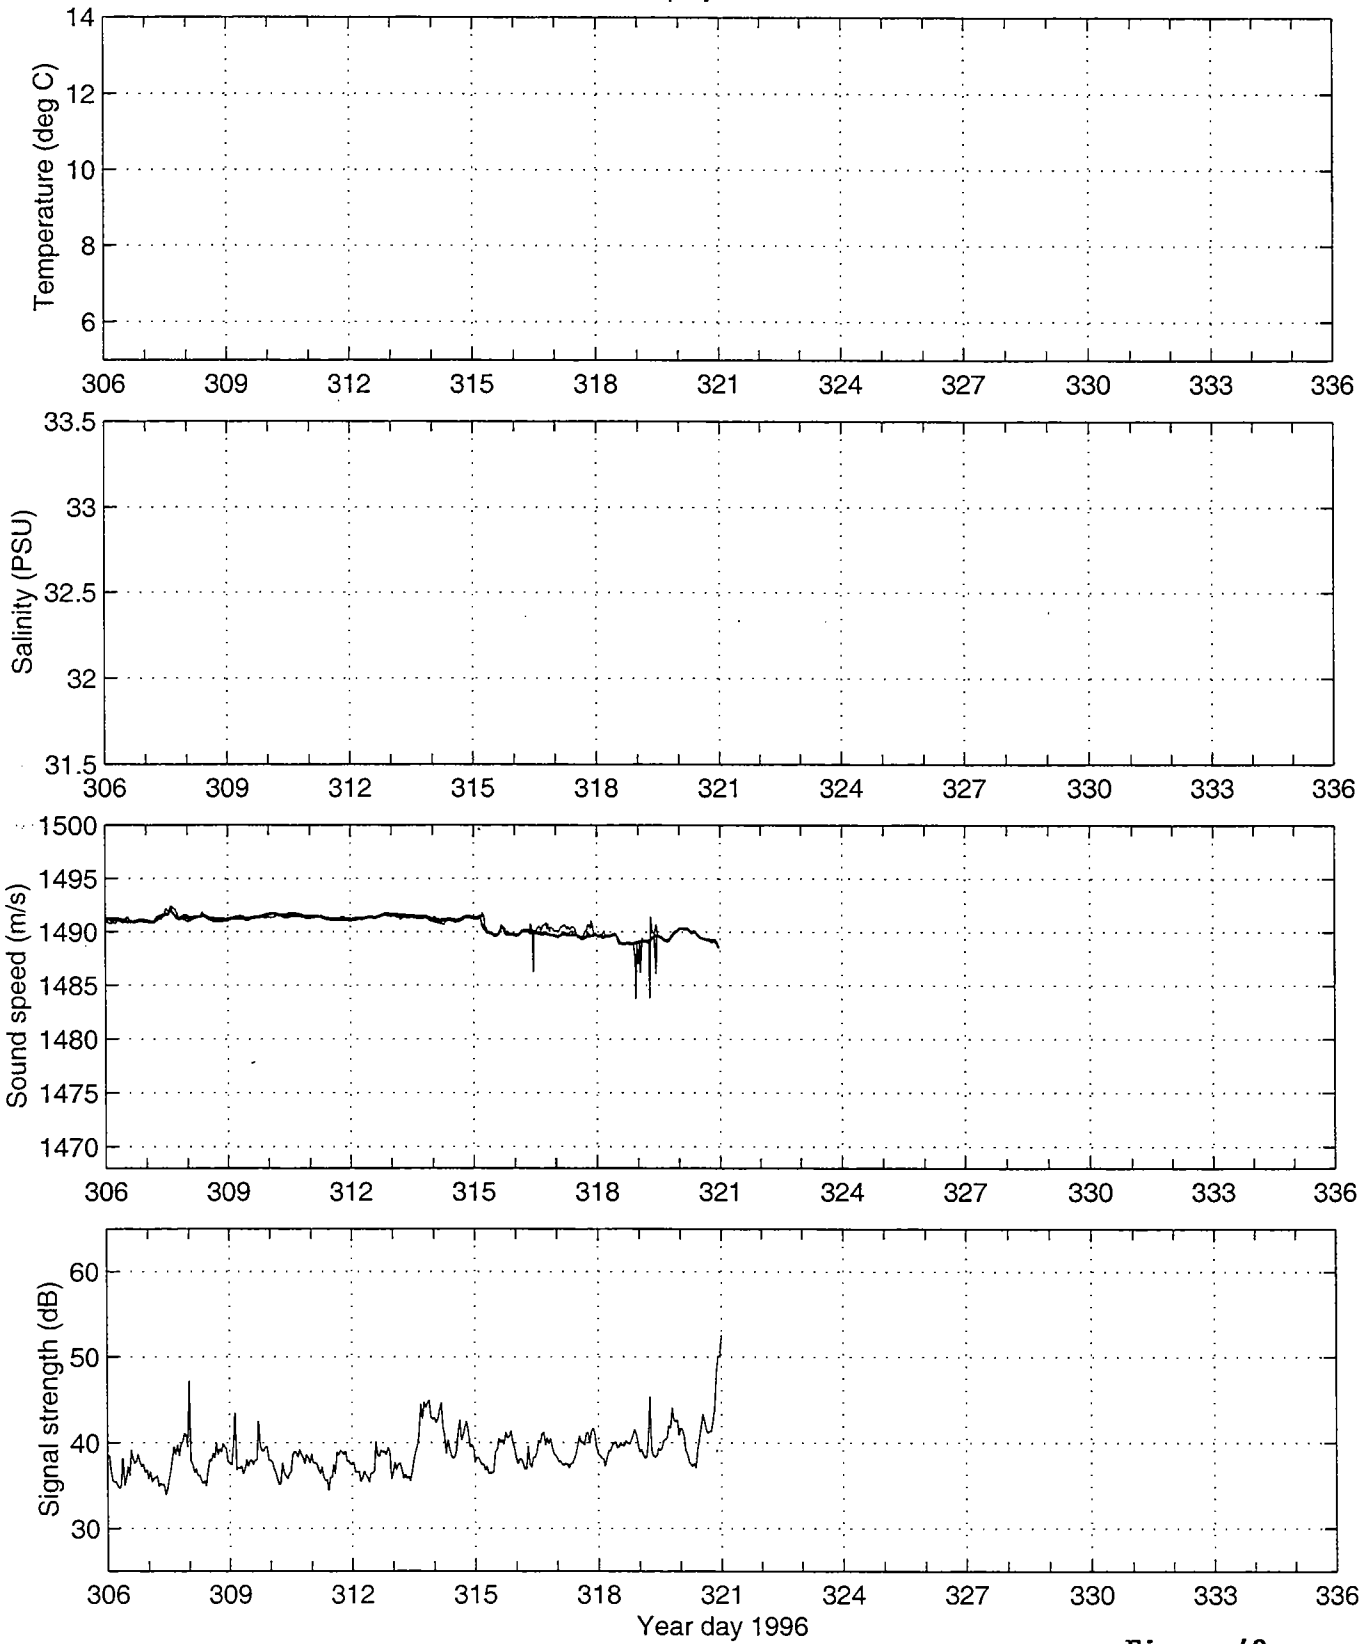 14
12
10
8
6
Temperature (deg C)
306 309 312 315 318 321 324 327 330 333 336
33.5
33
32.5
32
31.5
Salinity (PSU)
306 309 312 315 318 321 324 327 330 333 336
1500
1495
1490
1485
1480
1475
1470
Sound speed (m/s)
306 309 312 315 318 321 324 327 330 333 336
60
50
40
30
Signal strength (dB)
306 309 312 315 318 321 324 327 330 333 336
Year day 1996